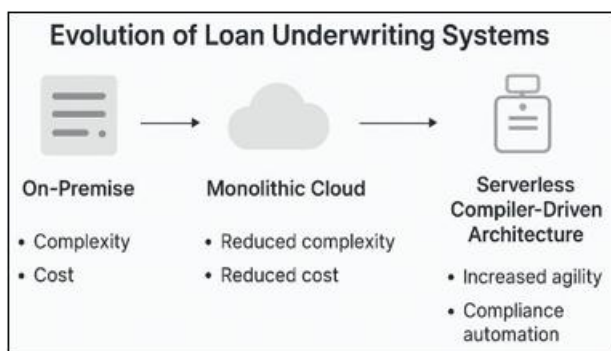 Evolution of Loan Underwriting Systems
On-Premise
• Complexity
• Cost
Monolithic Cloud
• Reduced complexity
• Reduced cost
Serverless
Compiler-Driven
Architecture
• Increased agility
• Compliance
automation